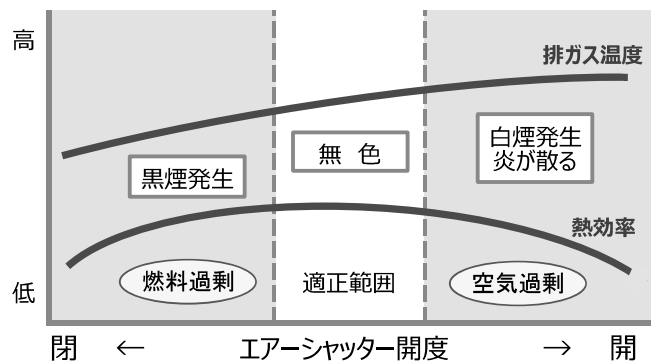 高
排ガス温度
白煙発生
炎が散る
無 色
黒煙発生
熱効率
燃料過剰
適正範囲
空気過剰
低
閉 ← エアーシャッター開度 → 開